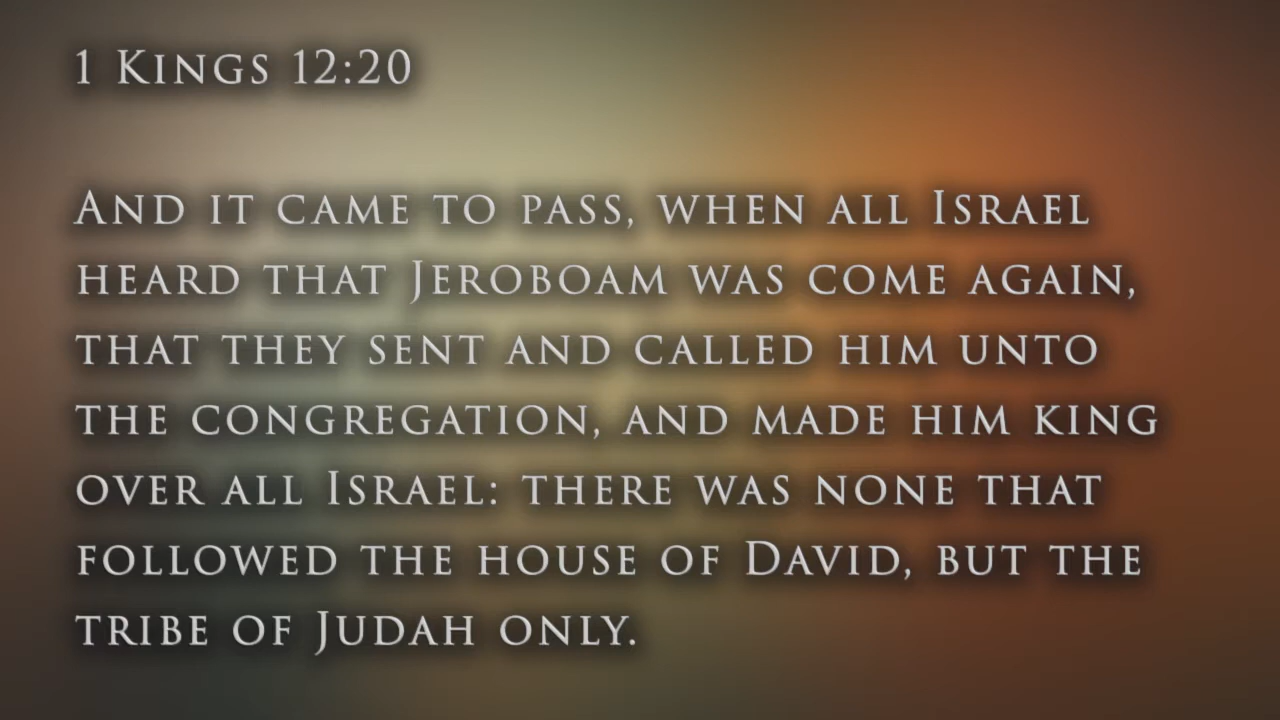 1 Kings 12:20
And it came to pass, when all Israel
heard that Jeroboam was come again,
that they sent and called him unto
the congregation, and made him king
over all Israel: there was none that
followed the house of David, but the
tribe of Judah only.